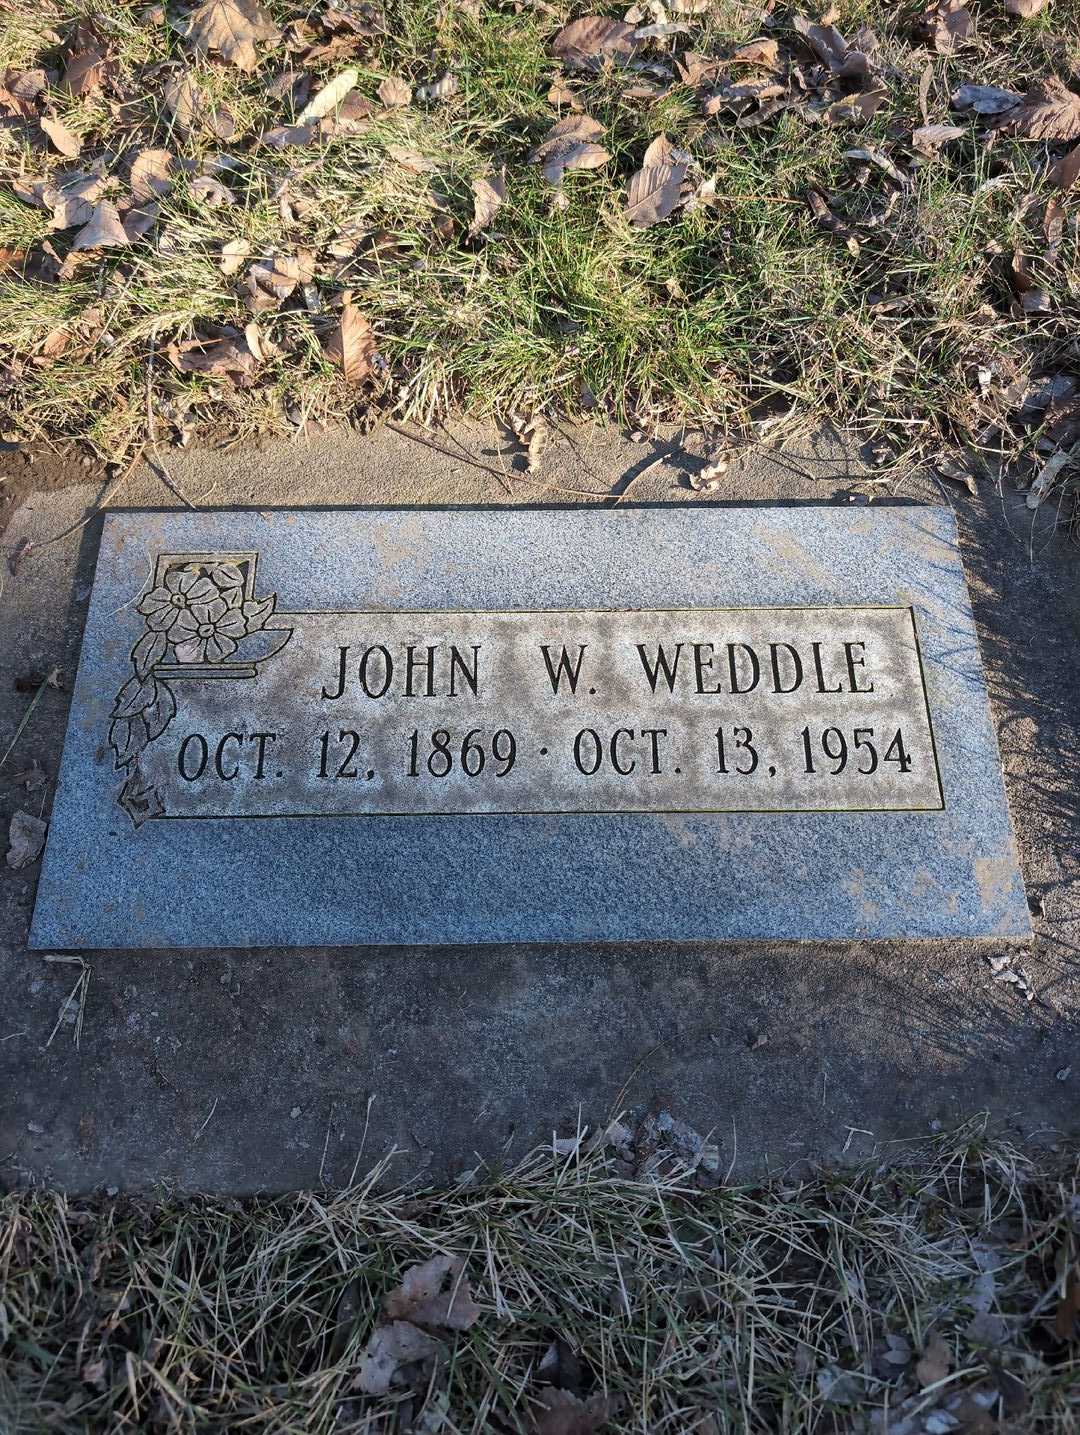 JOHN W. WEDDLE
OCT. 12, 1869 · OCT. 13, 1954